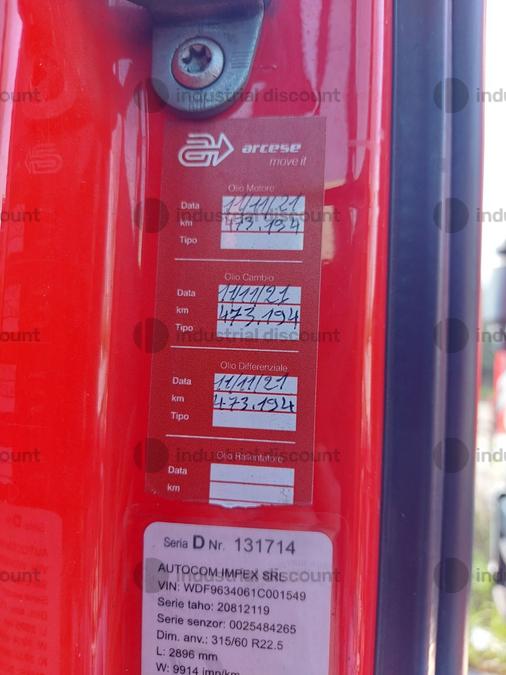 arcese
move it
Olio Motore
Data 11/11/21
km 473.194
Tipo
Olio Cambio
Data 11/11/21
km 473.194
Tipo
Olio Differenziale
Data 11/11/21
km 473.194
Tipo
Olio Rallentatore
Data
km
Seria D Nr. 131714
AUTOCOM IMPEX SRL
VIN: WDF9634061C001549
Serie taho: 20812119
Serie senzor: 0025484265
Dim. anv.: 315/60 R22.5
L: 2896 mm
W: 9914 imp/km
industrial discount